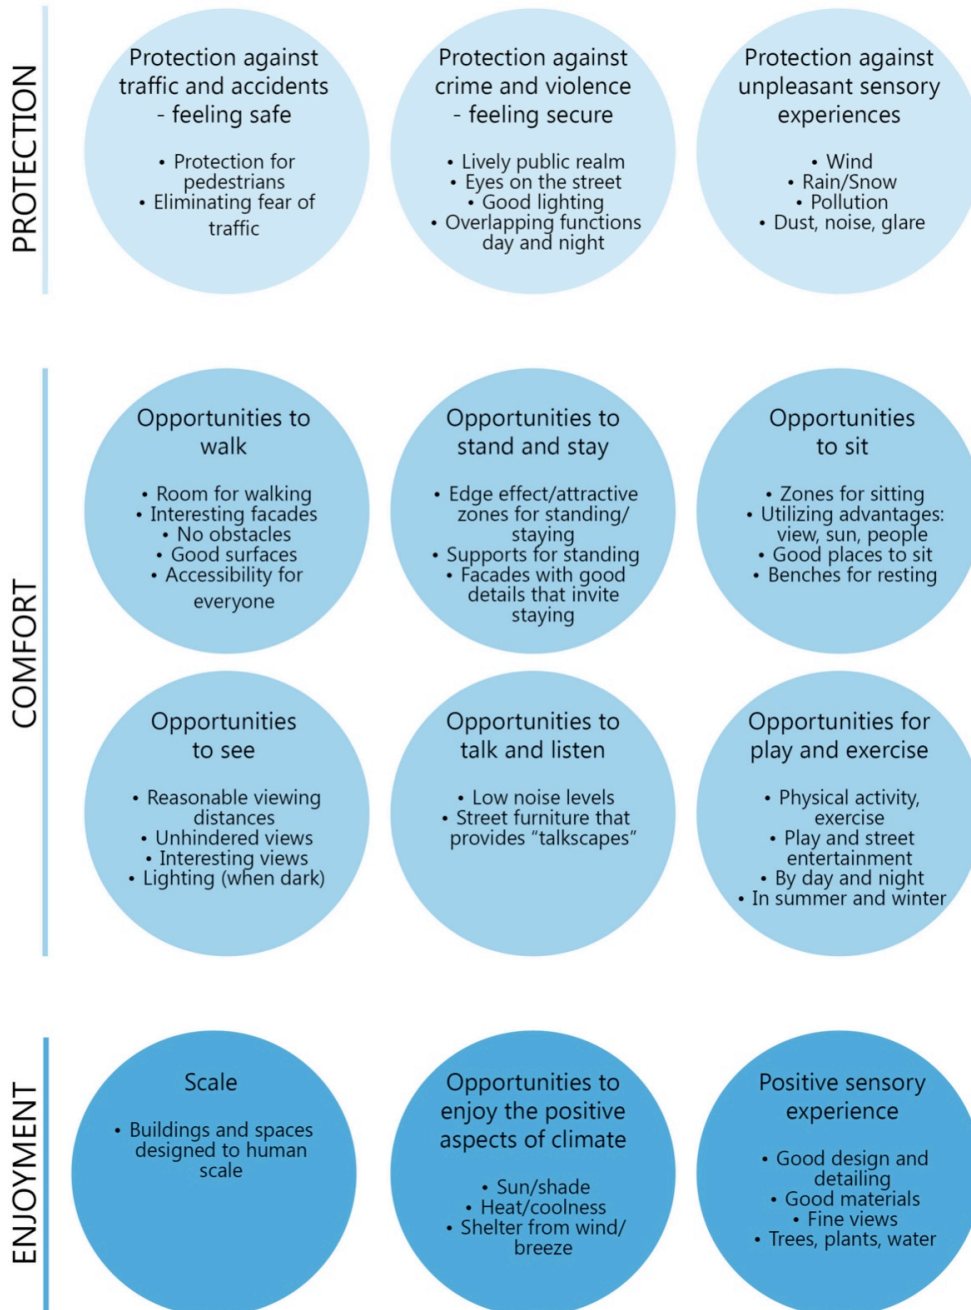 PROTECTION
Protection against
traffic and accidents
- feeling safe
• Protection for
pedestrians
• Eliminating fear of
traffic
Protection against
crime and violence
- feeling secure
• Lively public realm
• Eyes on the street
• Good lighting
• Overlapping functions
day and night
Protection against
unpleasant sensory
experiences
• Wind
• Rain/Snow
• Pollution
• Dust, noise, glare
COMFORT
Opportunities to
walk
• Room for walking
• Interesting facades
• No obstacles
• Good surfaces
• Accessibility for
everyone
Opportunities to
stand and stay
• Edge effect/attractive
zones for standing/
staying
• Supports for standing
• Facades with good
details that invite
staying
Opportunities
to sit
• Zones for sitting
• Utilizing advantages:
view, sun, people
• Good places to sit
• Benches for resting
Opportunities
to see
• Reasonable viewing
distances
• Unhindered views
• Interesting views
• Lighting (when dark)
Opportunities to
talk and listen
• Low noise levels
• Street furniture that
provides “talkscapes”
Opportunities for
play and exercise
• Physical activity,
exercise
• Play and street
entertainment
• By day and night
• In summer and winter
ENJOYMENT
Scale
• Buildings and spaces
designed to human
scale
Opportunities to
enjoy the positive
aspects of climate
• Sun/shade
• Heat/coolness
• Shelter from wind/
breeze
Positive sensory
experience
• Good design and
detailing
• Good materials
• Fine views
• Trees, plants, water